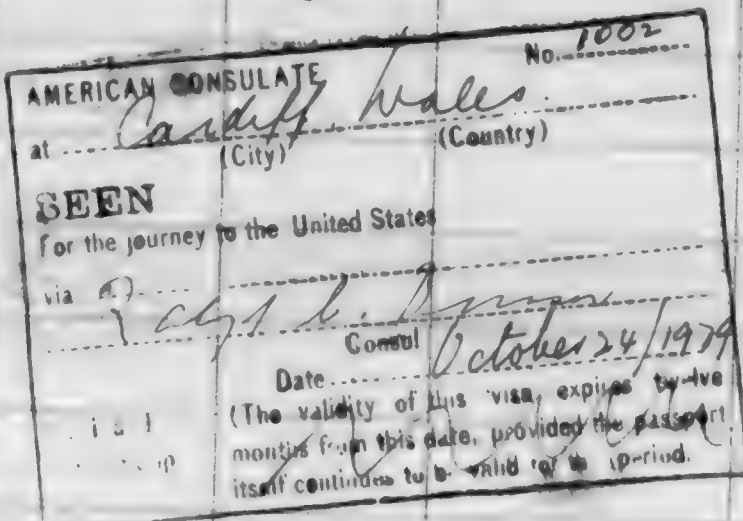 No. 1002
AMERICAN CONSULATE
at Cardiff, Wales.
(City) (Country)
SEEN
For the journey to the United States
via
Consul
Date October 24/1929
(The validity of this visa, expires twelve
months from this date, provided the passport
itself continues to be valid for period.